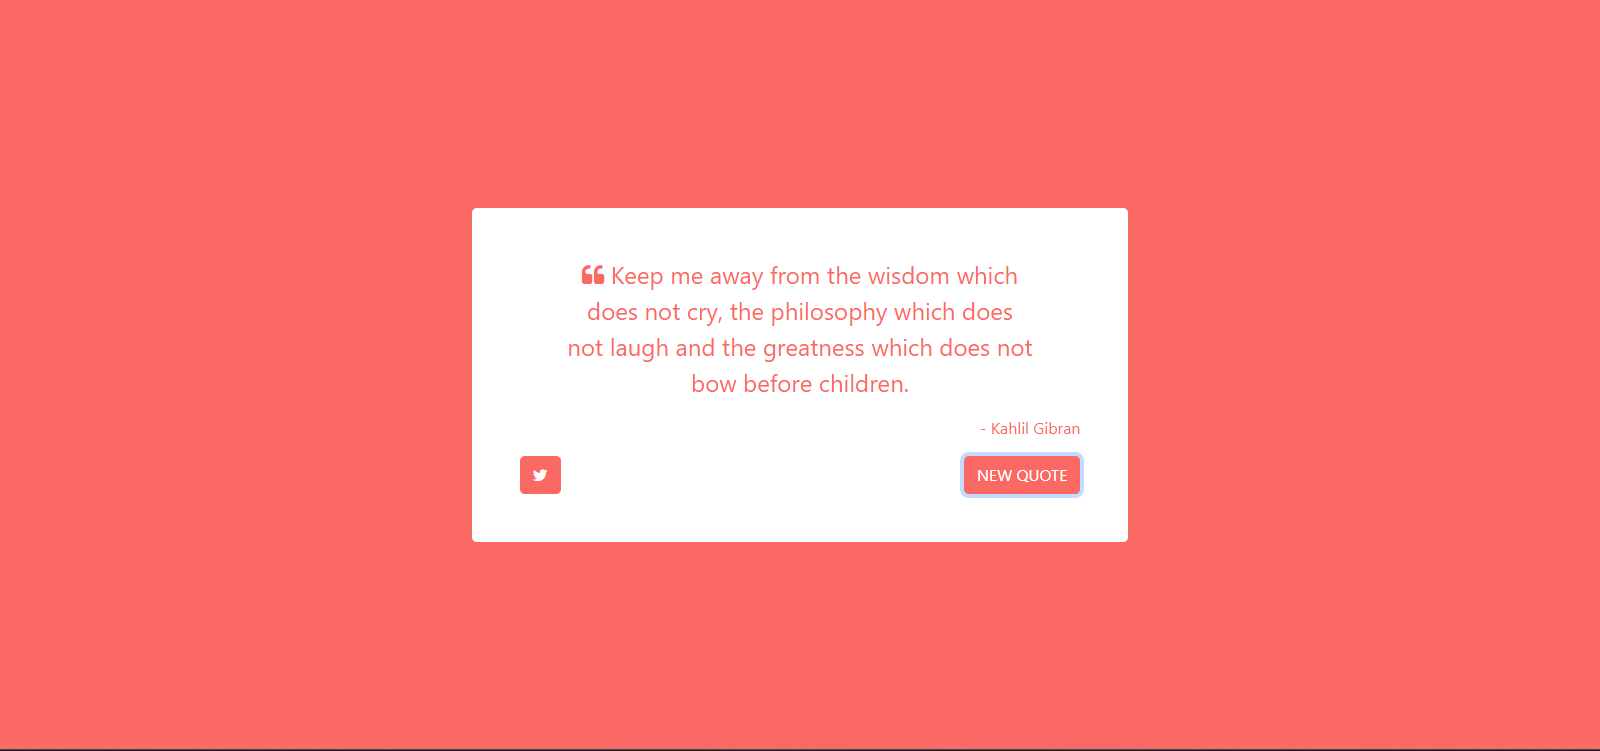 ❝ Keep me away from the wisdom which
does not cry, the philosophy which does
not laugh and the greatness which does not
bow before children.
- Kahlil Gibran
NEW QUOTE